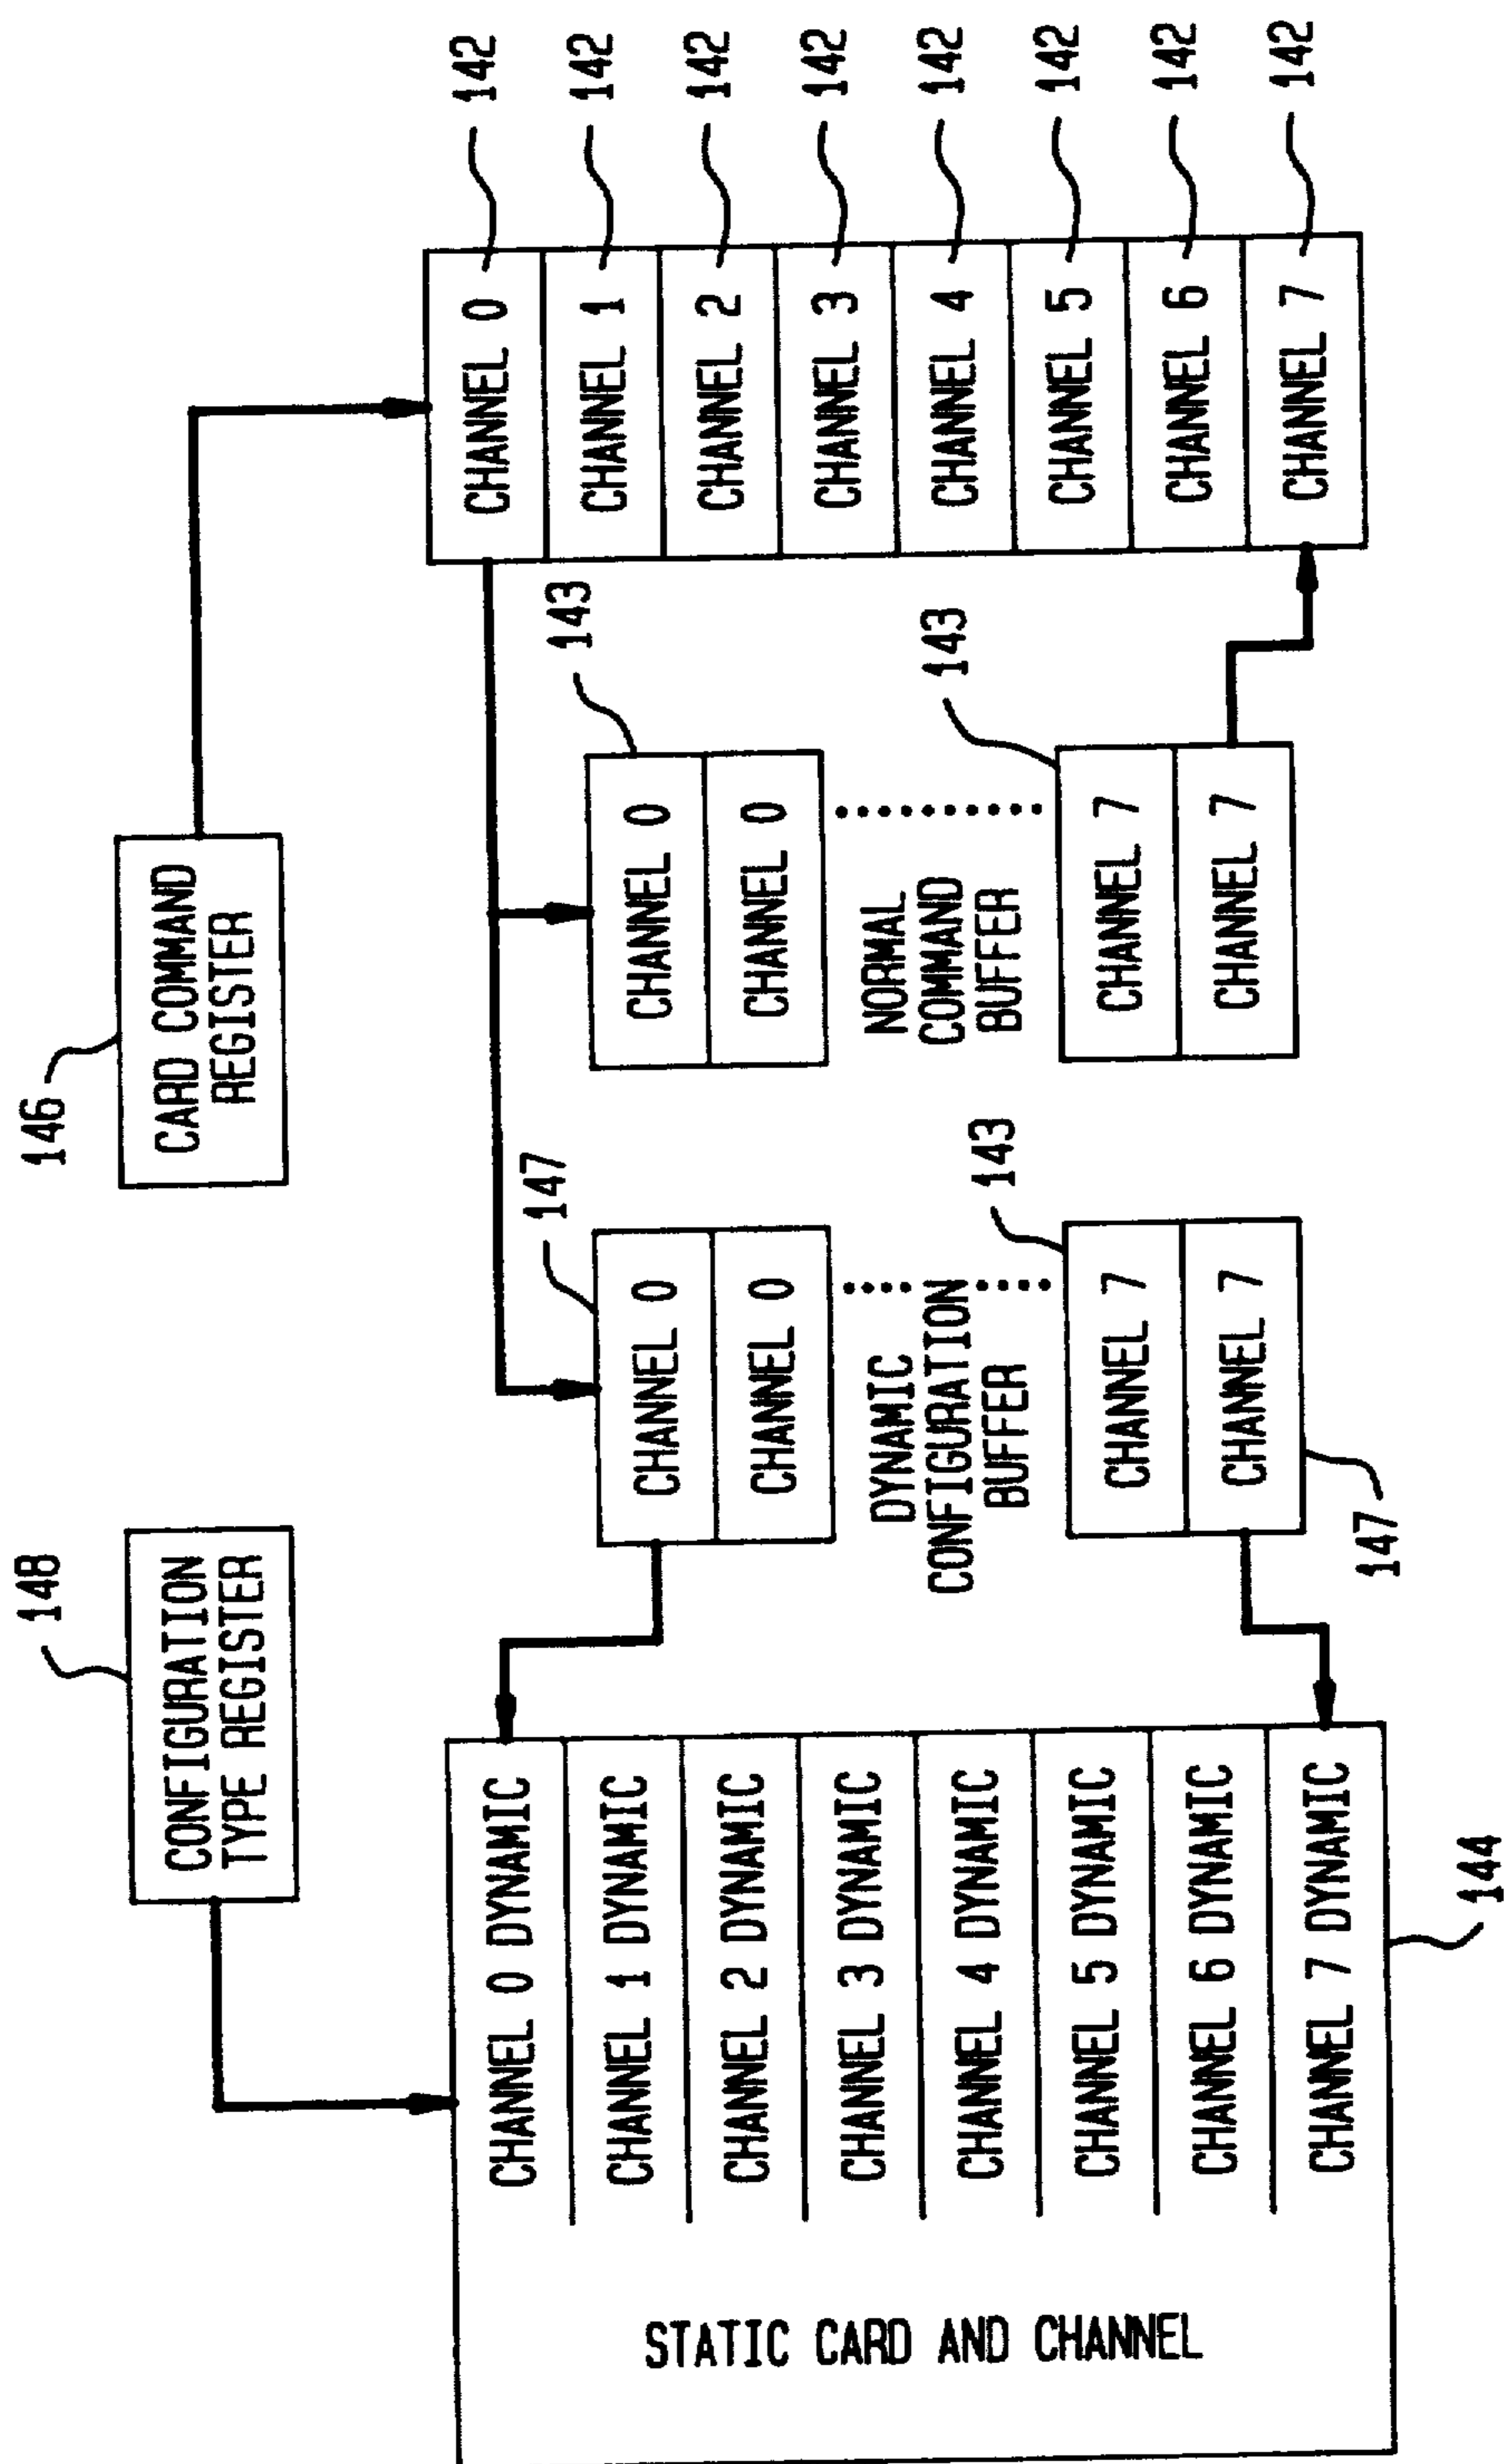 148
CONFIGURATION
TYPE REGISTER
146
CARD COMMAND
REGISTER
STATIC CARD AND CHANNEL
CHANNEL 0 DYNAMIC
CHANNEL 1 DYNAMIC
CHANNEL 2 DYNAMIC
CHANNEL 3 DYNAMIC
CHANNEL 4 DYNAMIC
CHANNEL 5 DYNAMIC
CHANNEL 6 DYNAMIC
CHANNEL 7 DYNAMIC
144
147
CHANNEL 0
CHANNEL 0
DYNAMIC
CONFIGURATION
BUFFER
143
CHANNEL 7
CHANNEL 7
147
143
CHANNEL 0
CHANNEL 0
NORMAL
COMMAND
BUFFER
143
CHANNEL 7
CHANNEL 7
CHANNEL 0
142
CHANNEL 1
142
CHANNEL 2
142
CHANNEL 3
142
CHANNEL 4
142
CHANNEL 5
142
CHANNEL 6
142
CHANNEL 7
142